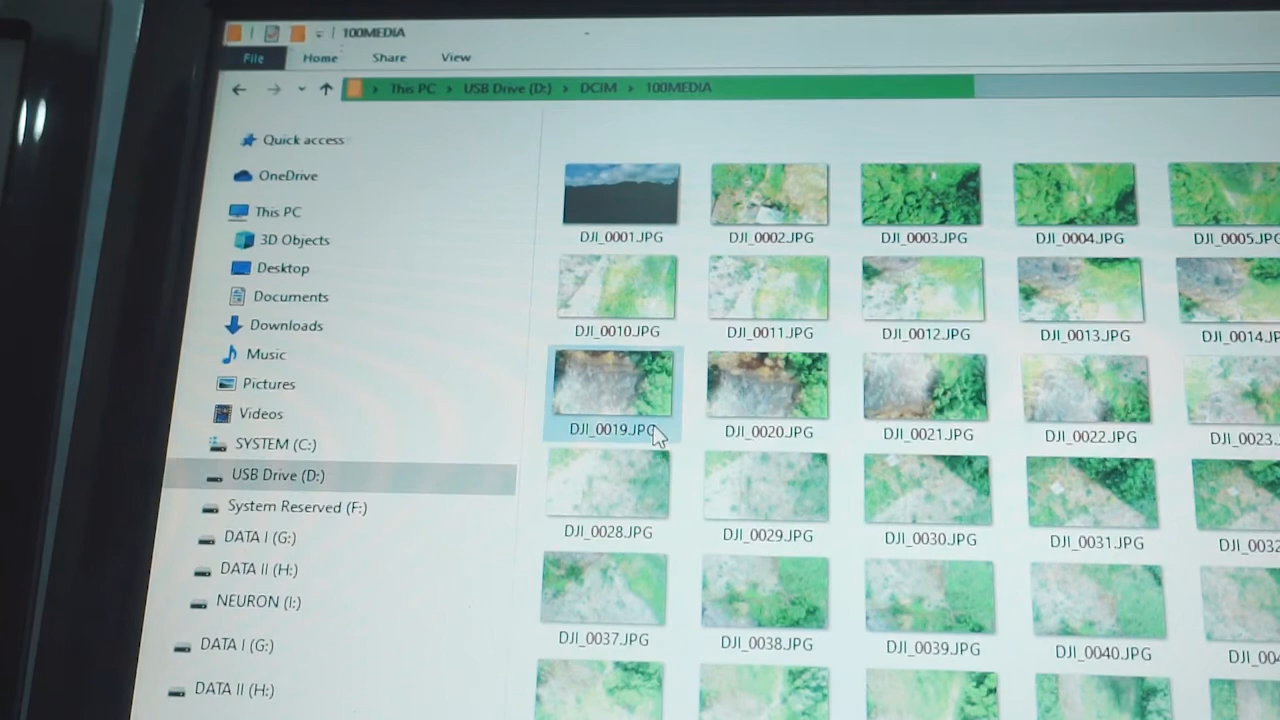 100MEDIA
File Home Share View
This PC > USB Drive (D:) > DCIM > 100MEDIA
Quick access
OneDrive
This PC
3D Objects
Desktop
Documents
Downloads
Music
Pictures
Videos
SYSTEM (C:)
USB Drive (D:)
System Reserved (F:)
DATA I (G:)
DATA II (H:)
NEURON (I:)
DATA I (G:)
DATA II (H:)
DJI_0001.JPG DJI_0002.JPG DJI_0003.JPG DJI_0004.JPG DJI_0005.JPG
DJI_0010.JPG DJI_0011.JPG DJI_0012.JPG DJI_0013.JPG DJI_0014.JP
DJI_0019.JPG DJI_0020.JPG DJI_0021.JPG DJI_0022.JPG DJI_0023.
DJI_0028.JPG DJI_0029.JPG DJI_0030.JPG DJI_0031.JPG DJI_0032
DJI_0037.JPG DJI_0038.JPG DJI_0039.JPG DJI_0040.JPG